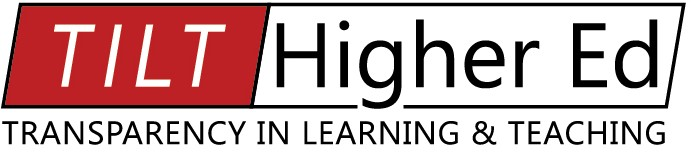 TILT Higher Ed
TRANSPARENCY IN LEARNING & TEACHING